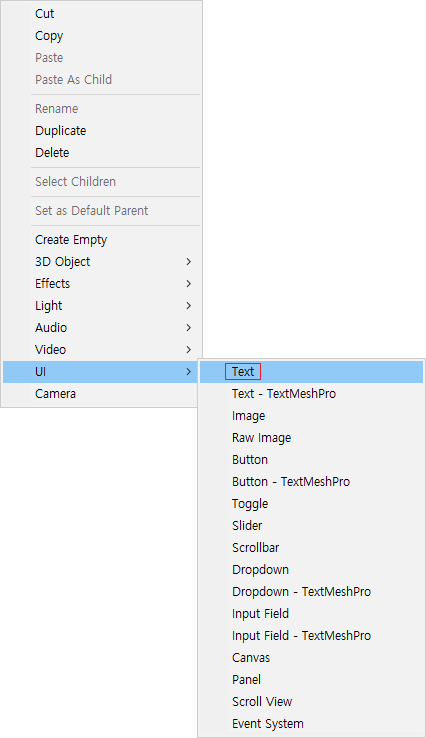 Cut
Copy
Paste
Paste As Child
Rename
Duplicate
Delete
Select Children
Set as Default Parent
Create Empty
3D Object
Effects
Light
Audio
Video
UI
Camera
Text
Text - TextMeshPro
Image
Raw Image
Button
Button - TextMeshPro
Toggle
Slider
Scrollbar
Dropdown
Dropdown - TextMeshPro
Input Field
Input Field - TextMeshPro
Canvas
Panel
Scroll View
Event System